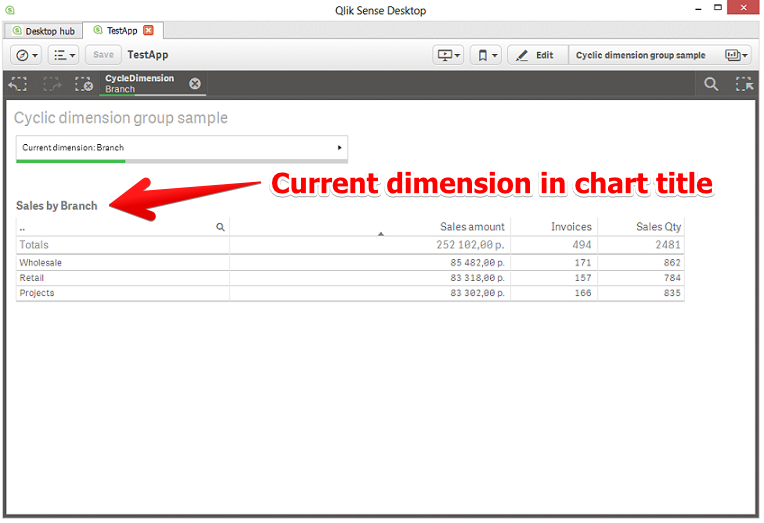 Qlik Sense Desktop
Desktop hub TestApp
Save TestApp Edit Cyclic dimension group sample
CycleDimension
Branch
Cyclic dimension group sample
Current dimension: Branch
Current dimension in chart title
Sales by Branch
.. Sales amount Invoices Sales Qty
Totals 252 102,00 р. 494 2481
Wholesale 85 482,00 р. 171 862
Retail 83 318,00 р. 157 784
Projects 83 302,00 р. 166 835